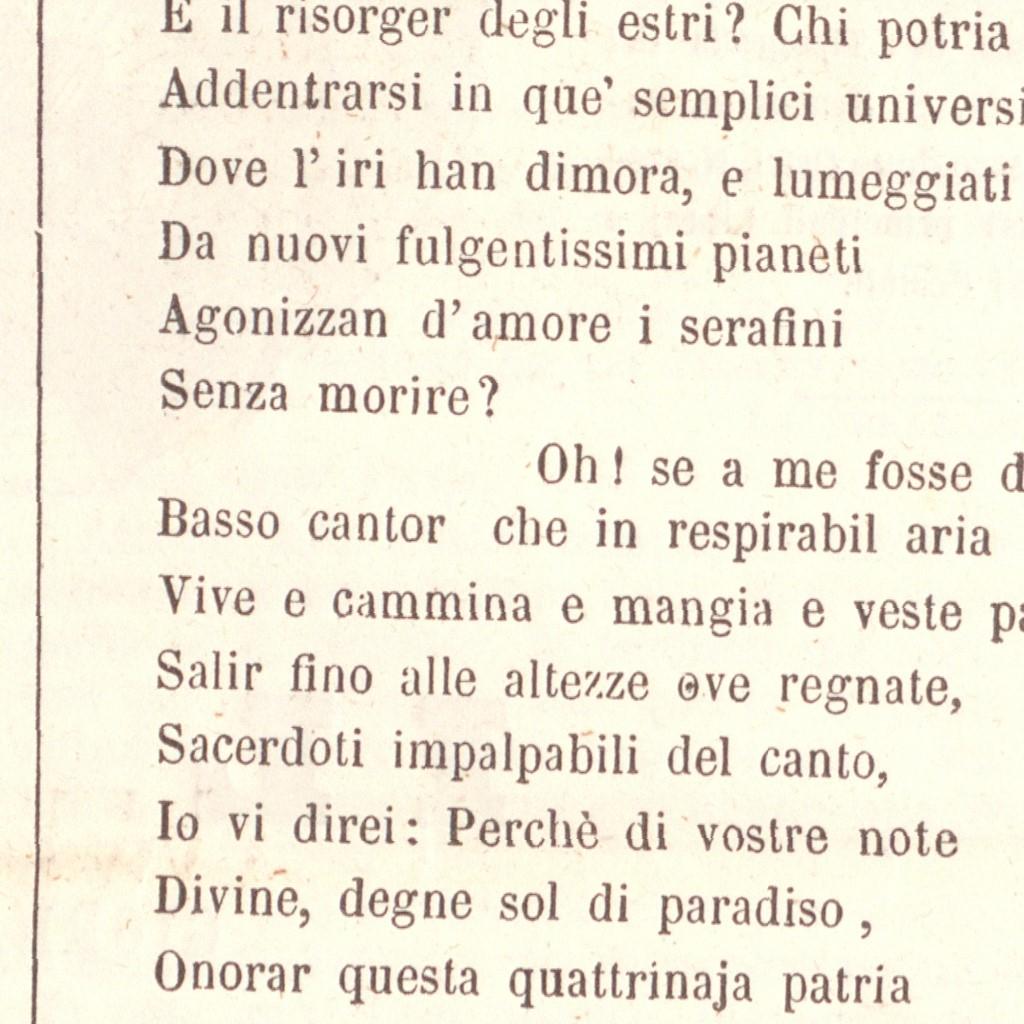 E il risorger degli estri? Chi potria
Addentrarsi in que' semplici universi
Dove l'iri han dimora, e lumeggiati
Da nuovi fulgentissimi pianeti
Agonizzan d'amore i serafini
Senza morire?
Oh! se a me fosse
Basso cantor che in respirabil aria
Vive e cammina e mangia e veste
Salir fino alle altezze ove regnate,
Sacerdoti impalpabili del canto,
Io vi direi: Perchè di vostre note
Divine, degne sol di paradiso,
Onorar questa quattrinaja patria